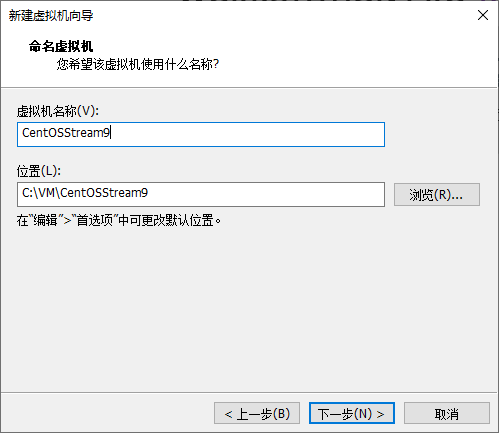 新建虚拟机向导
命名虚拟机
您希望该虚拟机使用什么名称?
虚拟机名称(V):
CentOSStream9
位置(L):
C:\VM\CentOSStream9
浏览(R)...
在“编辑”>“首选项”中可更改默认位置。
< 上一步(B)
下一步(N) >
取消